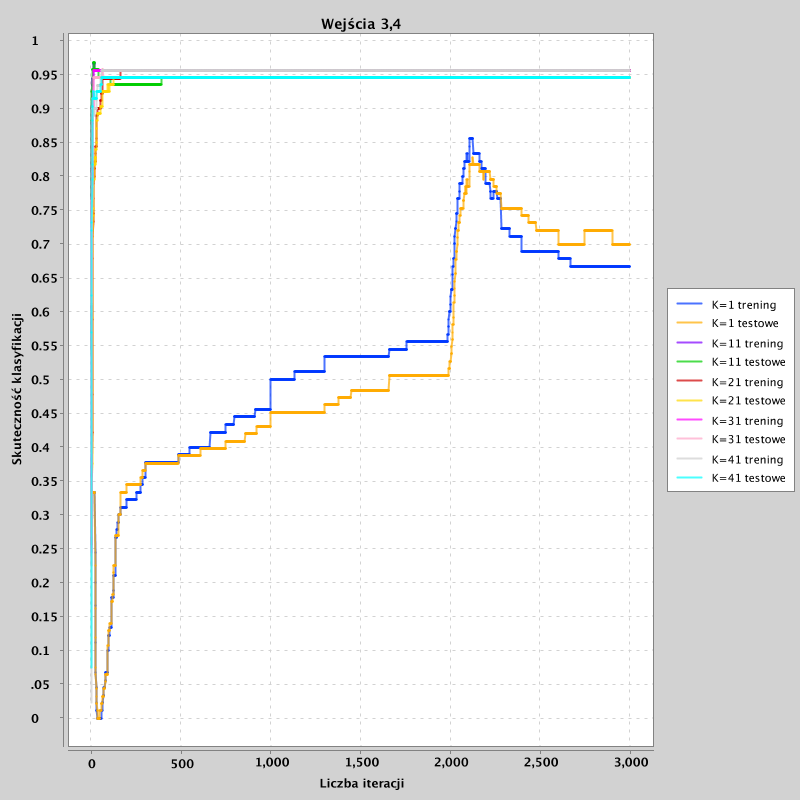 Wejścia 3,4
Skuteczność klasyfikacji
1
0.95
0.9
0.85
0.8
0.75
0.7
0.65
0.6
0.55
0.5
0.45
0.4
0.35
0.3
0.25
0.2
0.15
0.1
.05
0
0 500 1,000 1,500 2,000 2,500 3,000
Liczba iteracji
K=1 trening
K=1 testowe
K=11 trening
K=11 testowe
K=21 trening
K=21 testowe
K=31 trening
K=31 testowe
K=41 trening
K=41 testowe